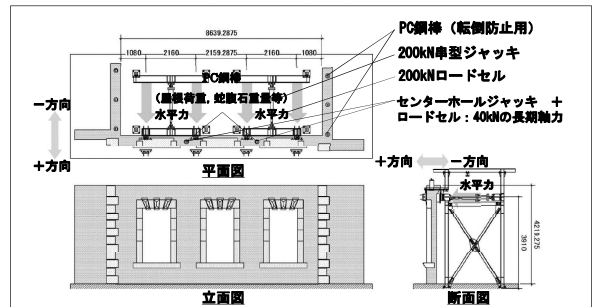 8639.2875
1080 2160 2159.2875 2160 1080
PC鋼棒（転倒防止用）
200kN串型ジャッキ
200kNロードセル
センターホールジャッキ ＋
ロードセル：40kNの長期軸力
PC鋼棒
(屋根荷重, 蛇腹石重量等)
水平力 水平力
－方向
＋方向
平面図
＋方向 －方向
水平力
3910
4219.275
立面図
断面図